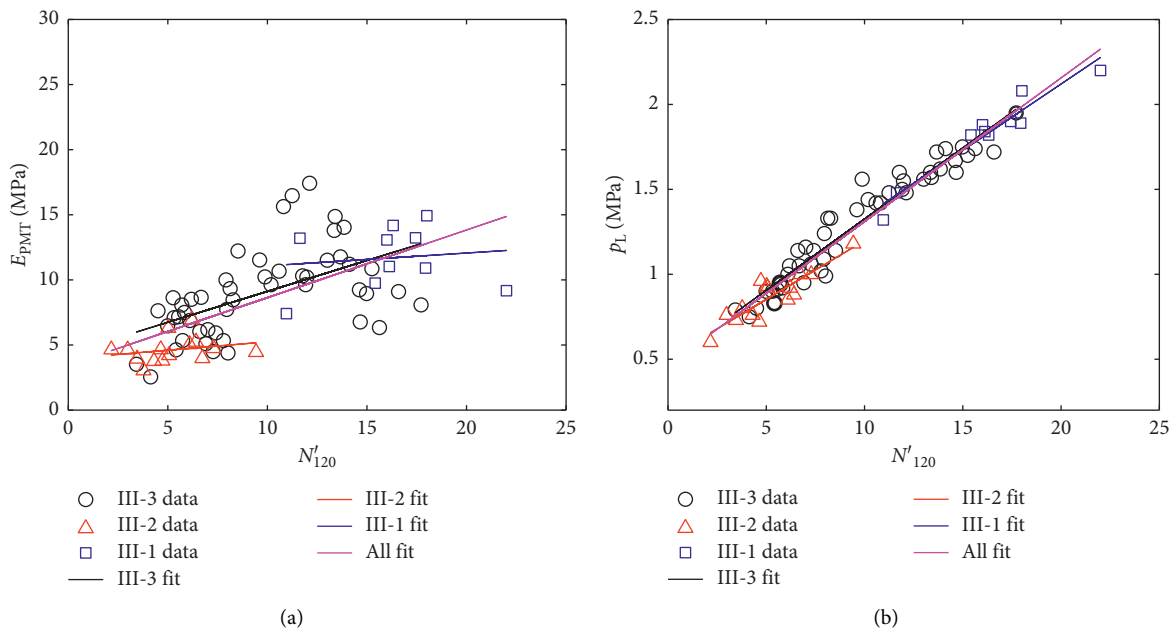 30
25
20
15
10
5
0
E_PMT (MPa)
0 5 10 15 20 25
N′_120
III-3 data
III-2 data
III-1 data
III-3 fit
III-2 fit
III-1 fit
All fit
(a)
2.5
2
1.5
1
0.5
p_L (MPa)
0 5 10 15 20 25
N′_120
III-3 data
III-2 data
III-1 data
III-3 fit
III-2 fit
III-1 fit
All fit
(b)